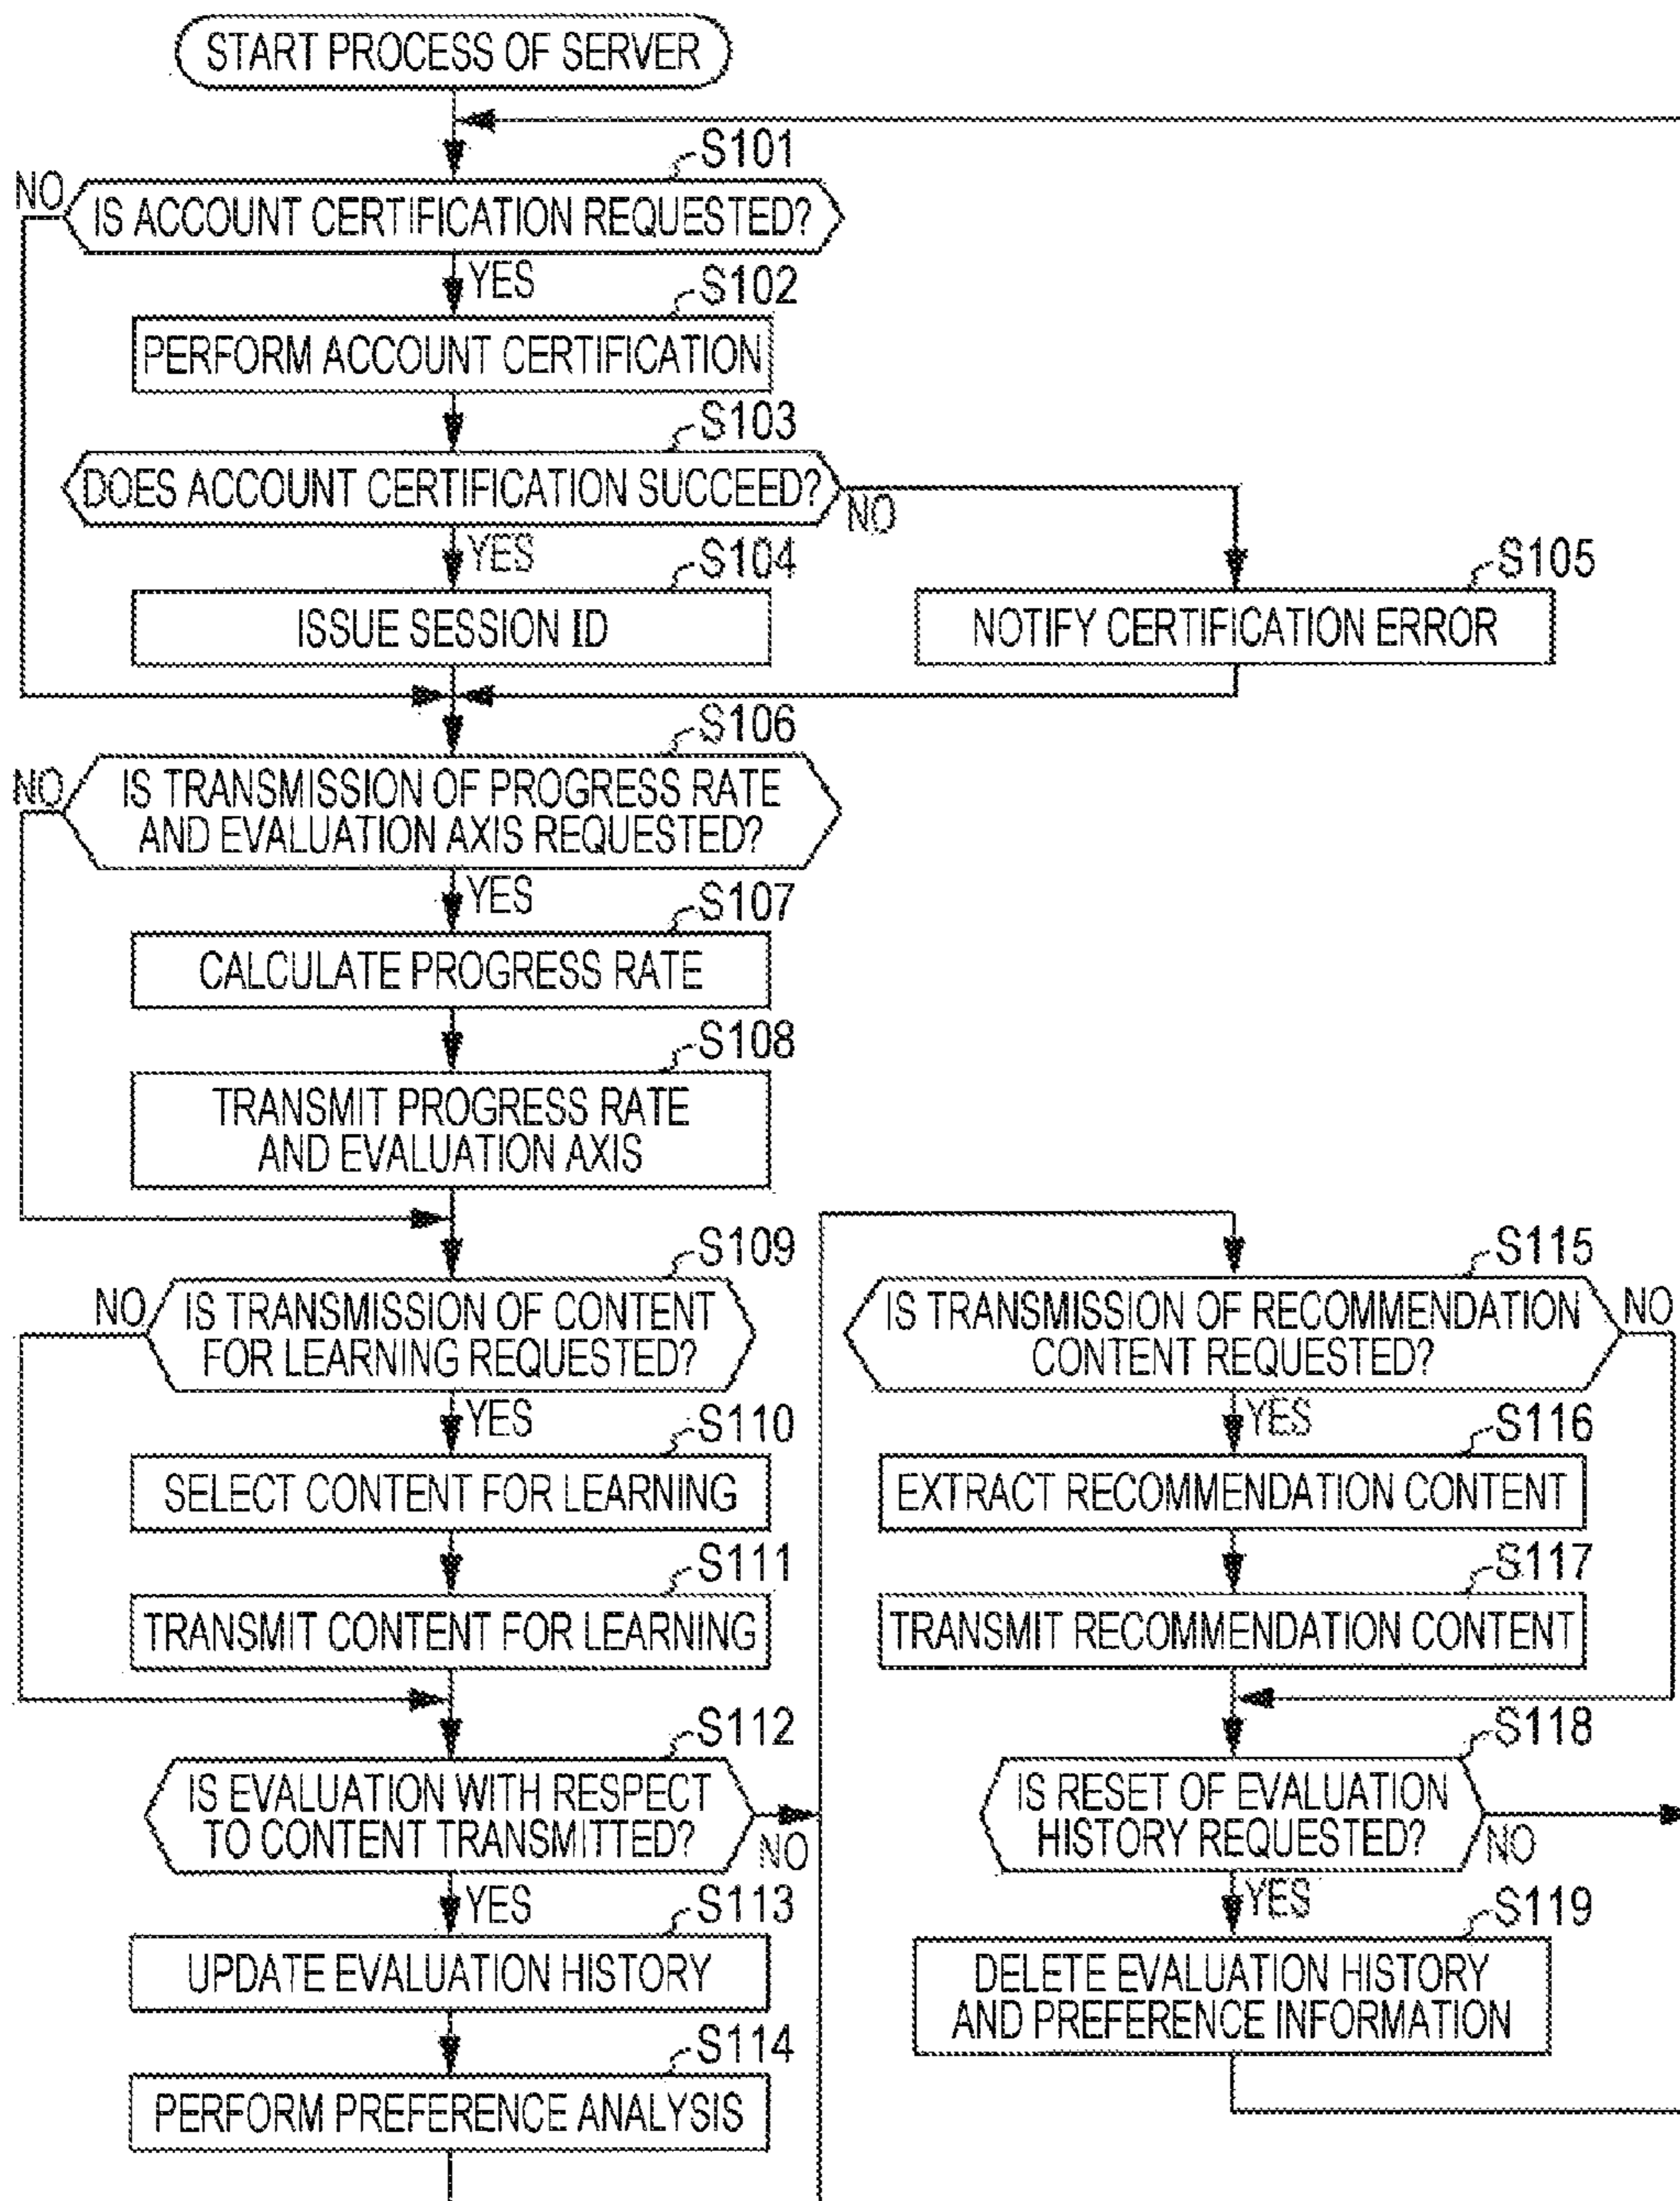 START PROCESS OF SERVER
S101
NO
IS ACCOUNT CERTIFICATION REQUESTED?
YES
S102
PERFORM ACCOUNT CERTIFICATION
S103
DOES ACCOUNT CERTIFICATION SUCCEED?
NO
YES
S104
ISSUE SESSION ID
S105
NOTIFY CERTIFICATION ERROR
S106
NO
IS TRANSMISSION OF PROGRESS RATE
AND EVALUATION AXIS REQUESTED?
YES
S107
CALCULATE PROGRESS RATE
S108
TRANSMIT PROGRESS RATE
AND EVALUATION AXIS
S109
NO
IS TRANSMISSION OF CONTENT
FOR LEARNING REQUESTED?
YES
S110
SELECT CONTENT FOR LEARNING
S111
TRANSMIT CONTENT FOR LEARNING
S112
IS EVALUATION WITH RESPECT
TO CONTENT TRANSMITTED?
NO
YES
S113
UPDATE EVALUATION HISTORY
S114
PERFORM PREFERENCE ANALYSIS
S115
IS TRANSMISSION OF RECOMMENDATION
CONTENT REQUESTED?
NO
YES
S116
EXTRACT RECOMMENDATION CONTENT
S117
TRANSMIT RECOMMENDATION CONTENT
S118
IS RESET OF EVALUATION
HISTORY REQUESTED?
NO
YES
S119
DELETE EVALUATION HISTORY
AND PREFERENCE INFORMATION